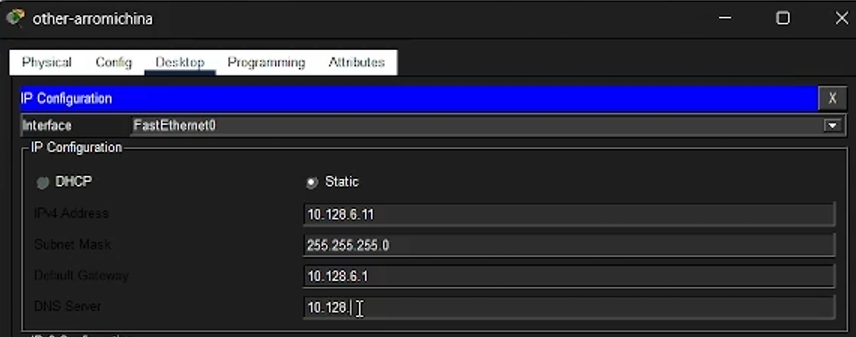 other-arromichina
Physical Config Desktop Programming Attributes
IP Configuration X
Interface FastEthernet0
IP Configuration
DHCP Static
IPv4 Address 10.128.6.11
Subnet Mask 255.255.255.0
Default Gateway 10.128.6.1
DNS Server 10.128.